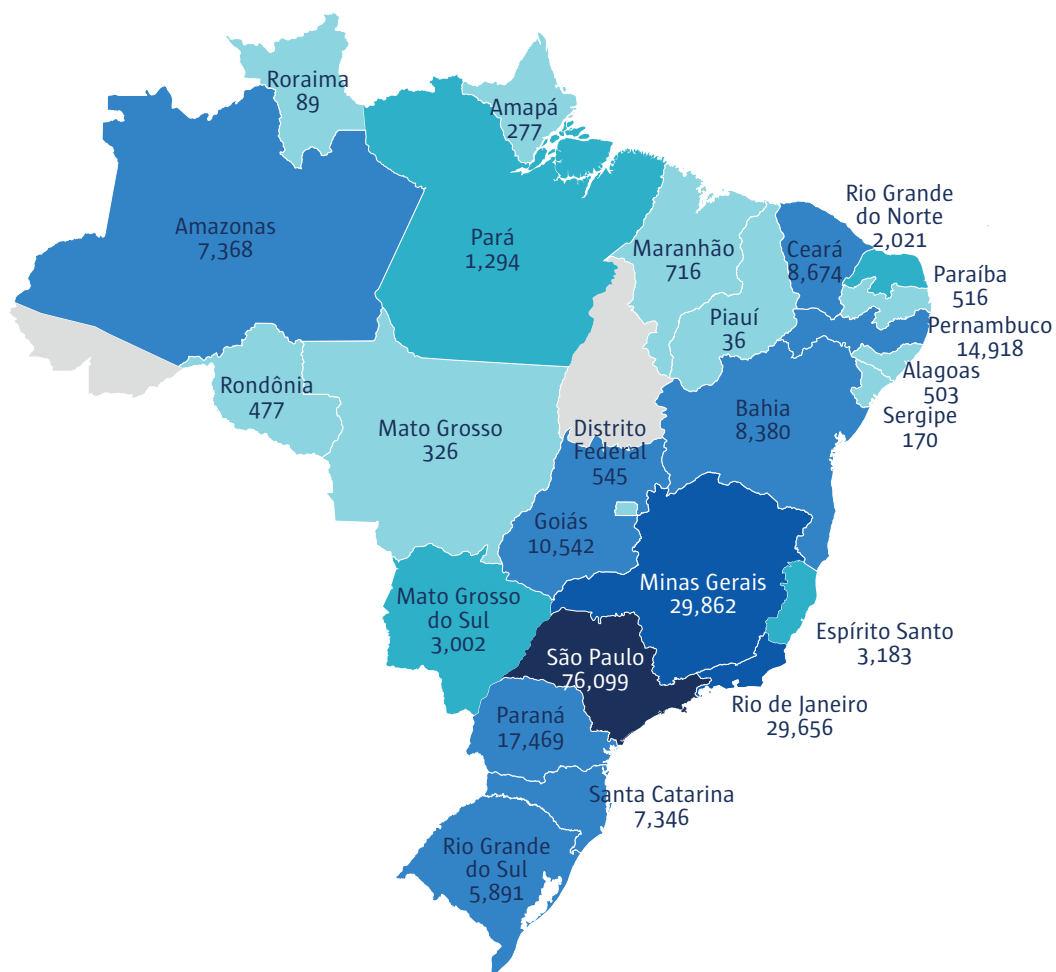 Roraima
89
Amapá
277
Amazonas
7,368
Pará
1,294
Maranhão
716
Piauí
36
Ceará
8,674
Rio Grande
do Norte
2,021
Paraíba
516
Pernambuco
14,918
Alagoas
503
Sergipe
170
Bahia
8,380
Rondônia
477
Mato Grosso
326
Distrito
Federal
545
Goiás
10,542
Minas Gerais
29,862
Mato Grosso
do Sul
3,002
Espírito Santo
3,183
São Paulo
76,099
Rio de Janeiro
29,656
Paraná
17,469
Santa Catarina
7,346
Rio Grande
do Sul
5,891